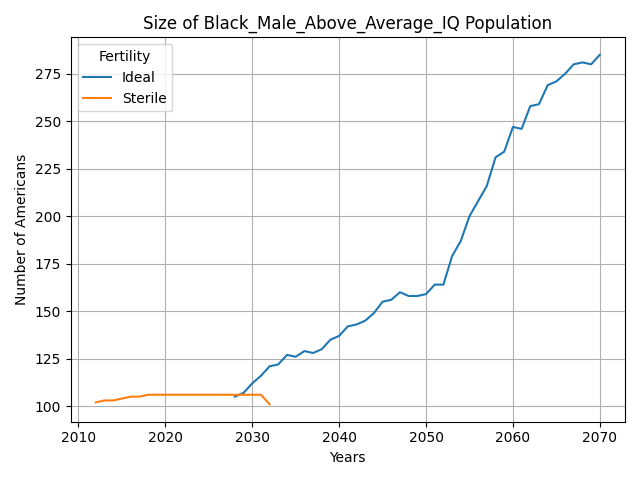 Size of Black_Male_Above_Average_IQ Population
Fertility
Ideal
Sterile
Number of Americans
275
250
225
200
175
150
125
100
2010 2020 2030 2040 2050 2060 2070
Years